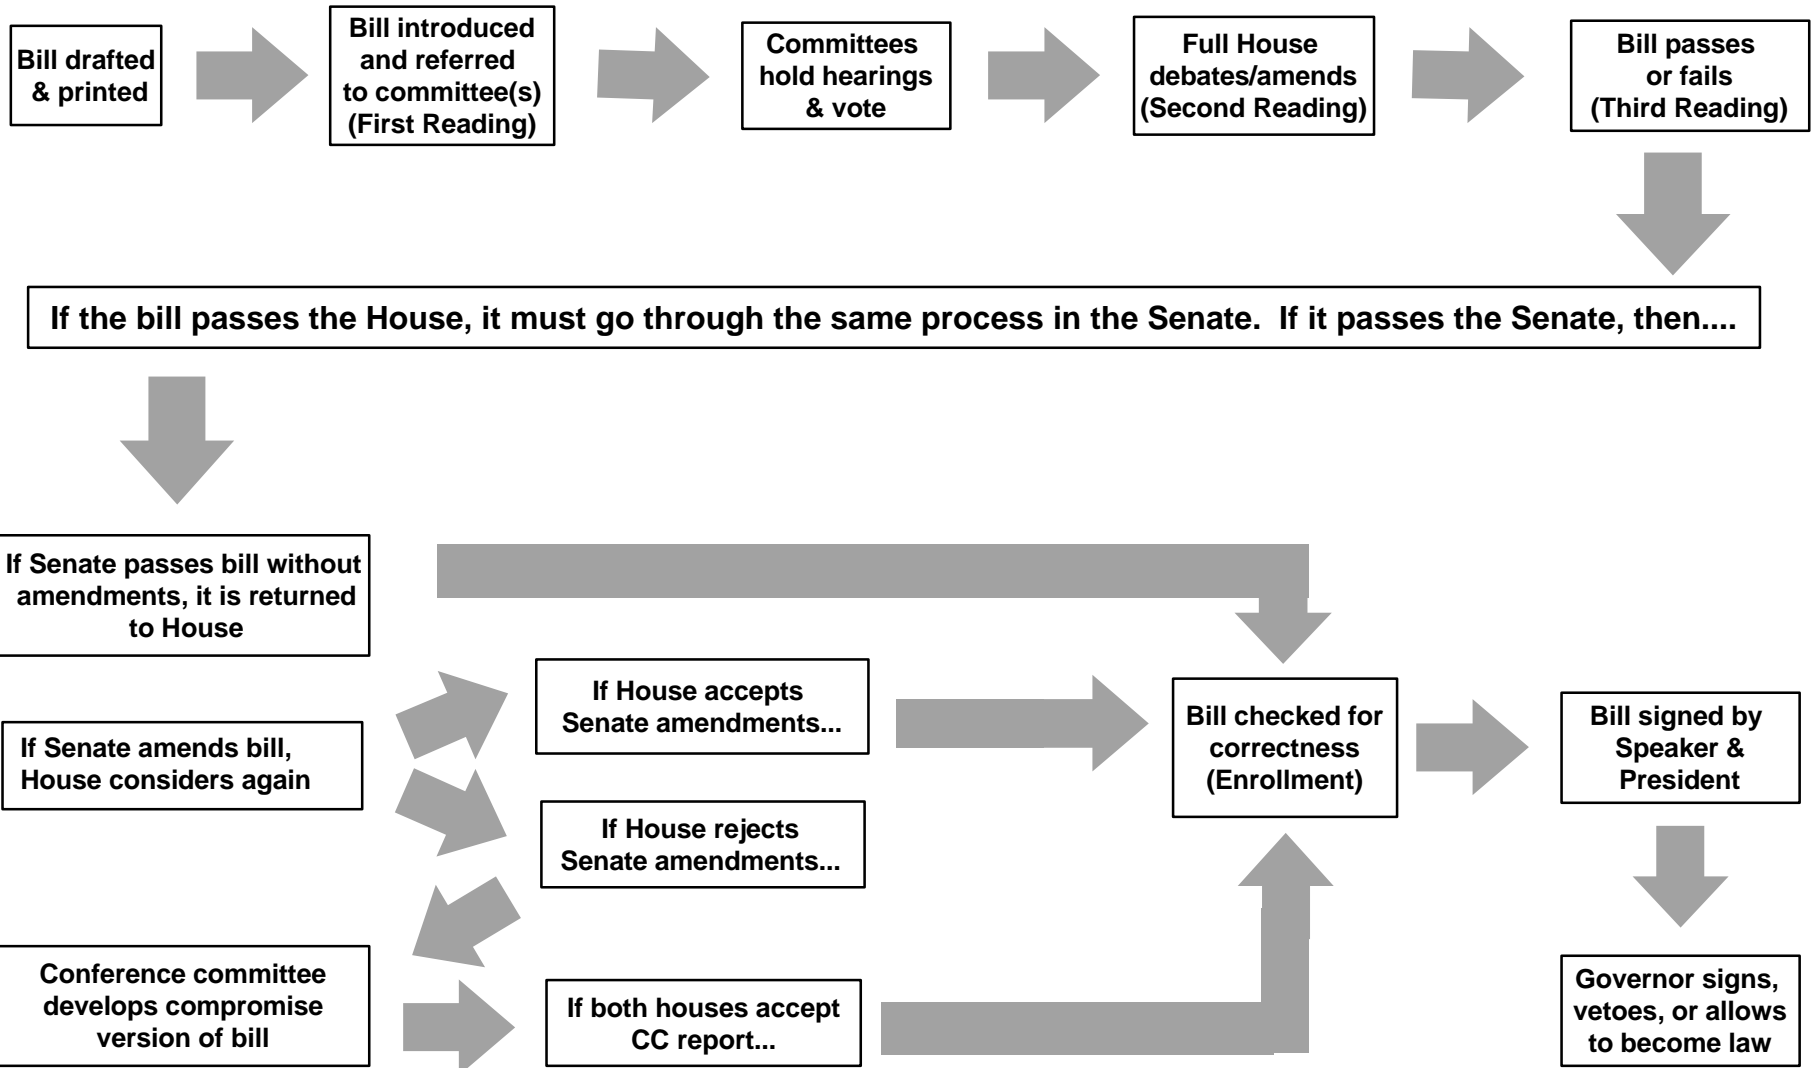 Bill drafted
& printed
Bill introduced
and referred
to committee(s)
(First Reading)
Committees
hold hearings
& vote
Full House
debates/amends
(Second Reading)
Bill passes
or fails
(Third Reading)
If the bill passes the House, it must go through the same process in the Senate.  If it passes the Senate, then....
If Senate passes bill without
amendments, it is returned
to House
If Senate amends bill,
House considers again
If House accepts
Senate amendments...
If House rejects
Senate amendments...
Conference committee
develops compromise
version of bill
If both houses accept
CC report...
Bill checked for
correctness
(Enrollment)
Bill signed by
Speaker &
President
Governor signs,
vetoes, or allows
to become law